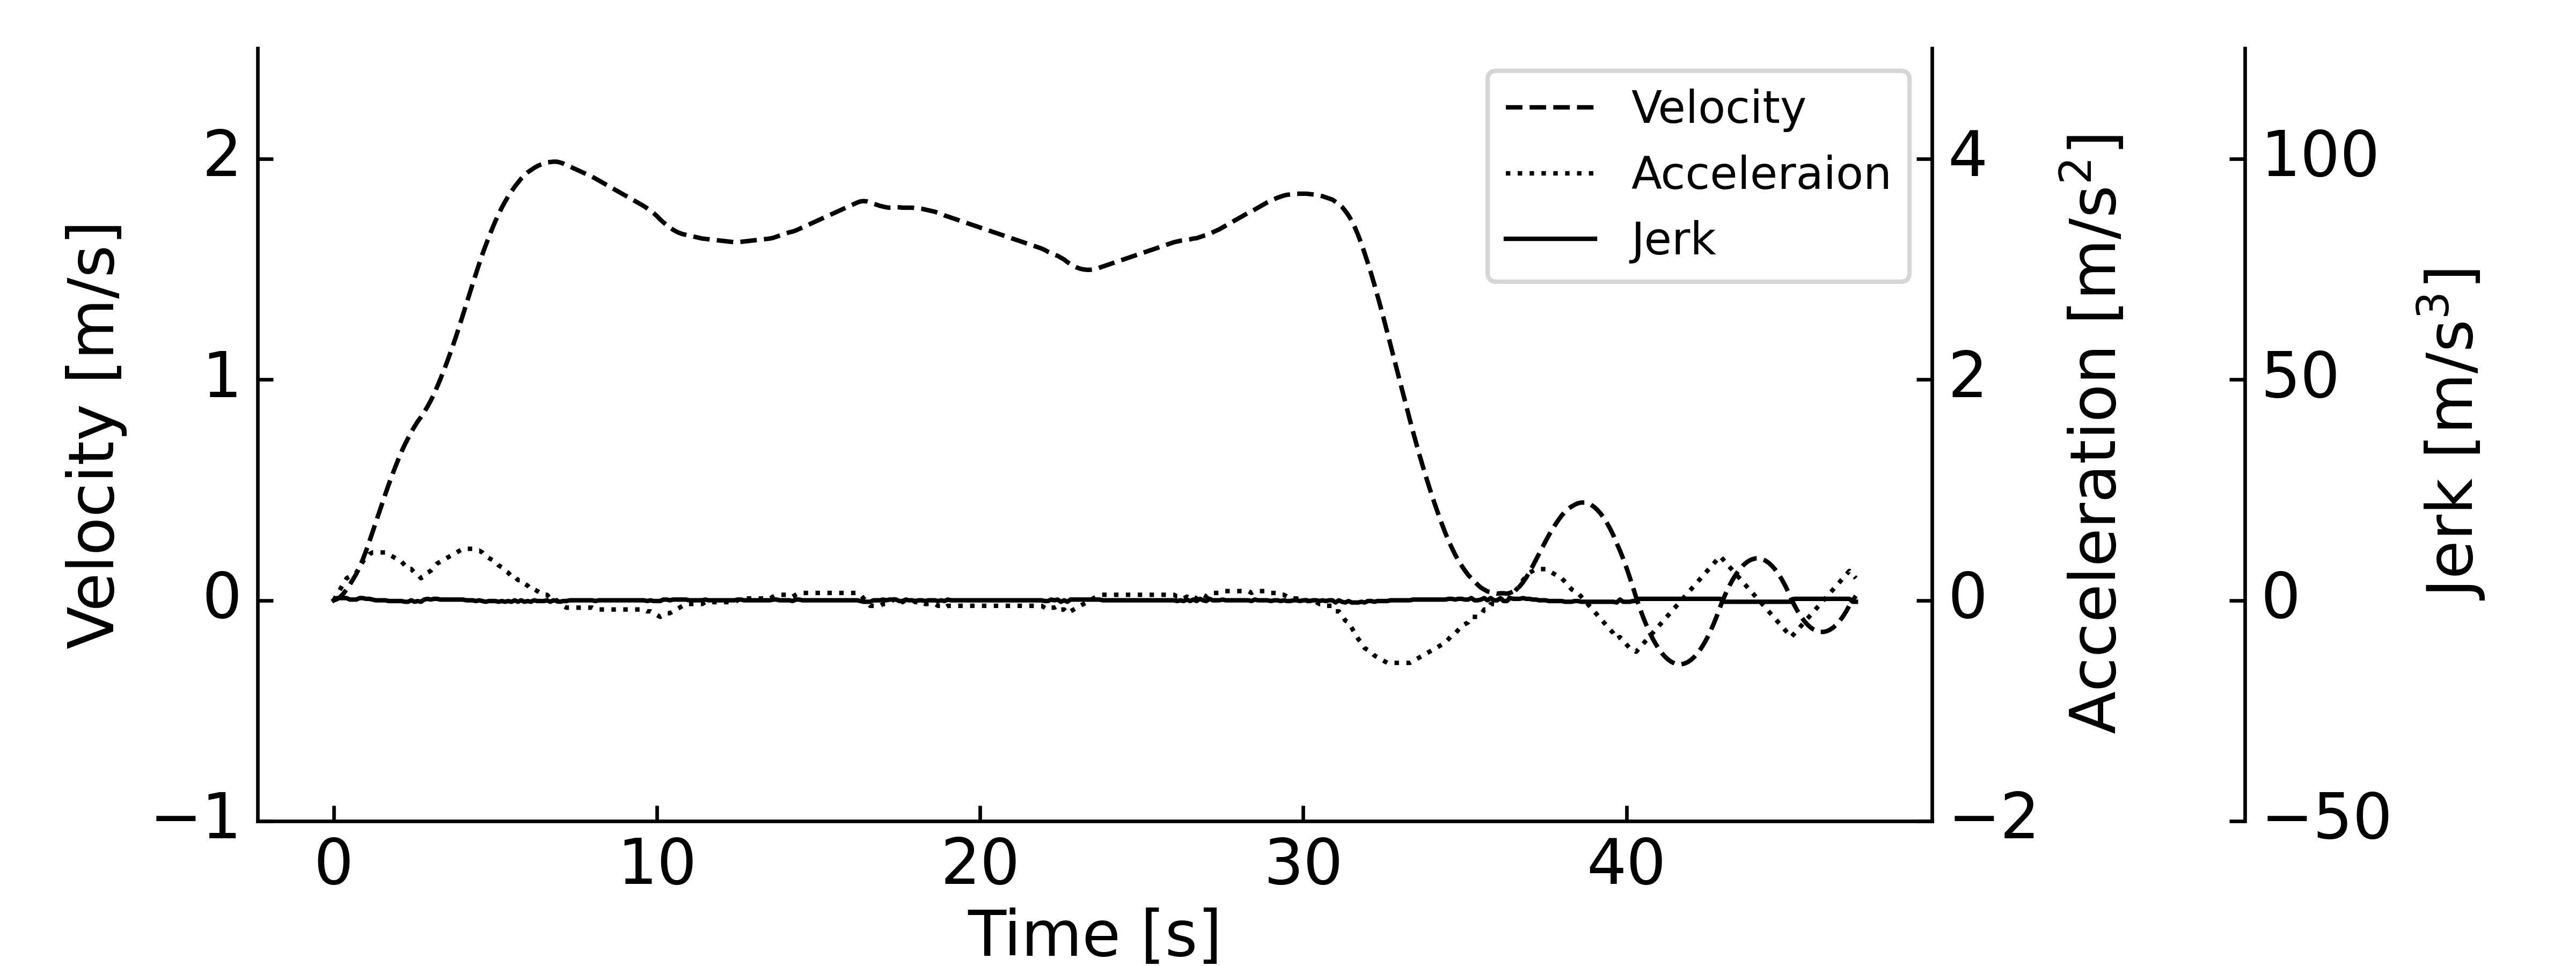 Velocity [m/s]
2
1
0
−1
0
10
20
30
40
Time [s]
Velocity
Acceleraion
Jerk
4
2
0
−2
Acceleration [m/s²]
100
50
0
−50
Jerk [m/s³]